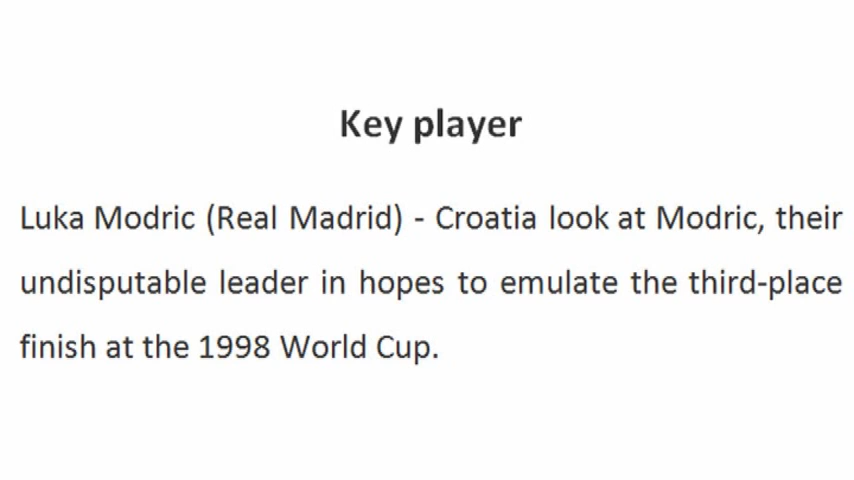 Key player
Luka Modric (Real Madrid) - Croatia look at Modric, their
undisputable leader in hopes to emulate the third-place
finish at the 1998 World Cup.